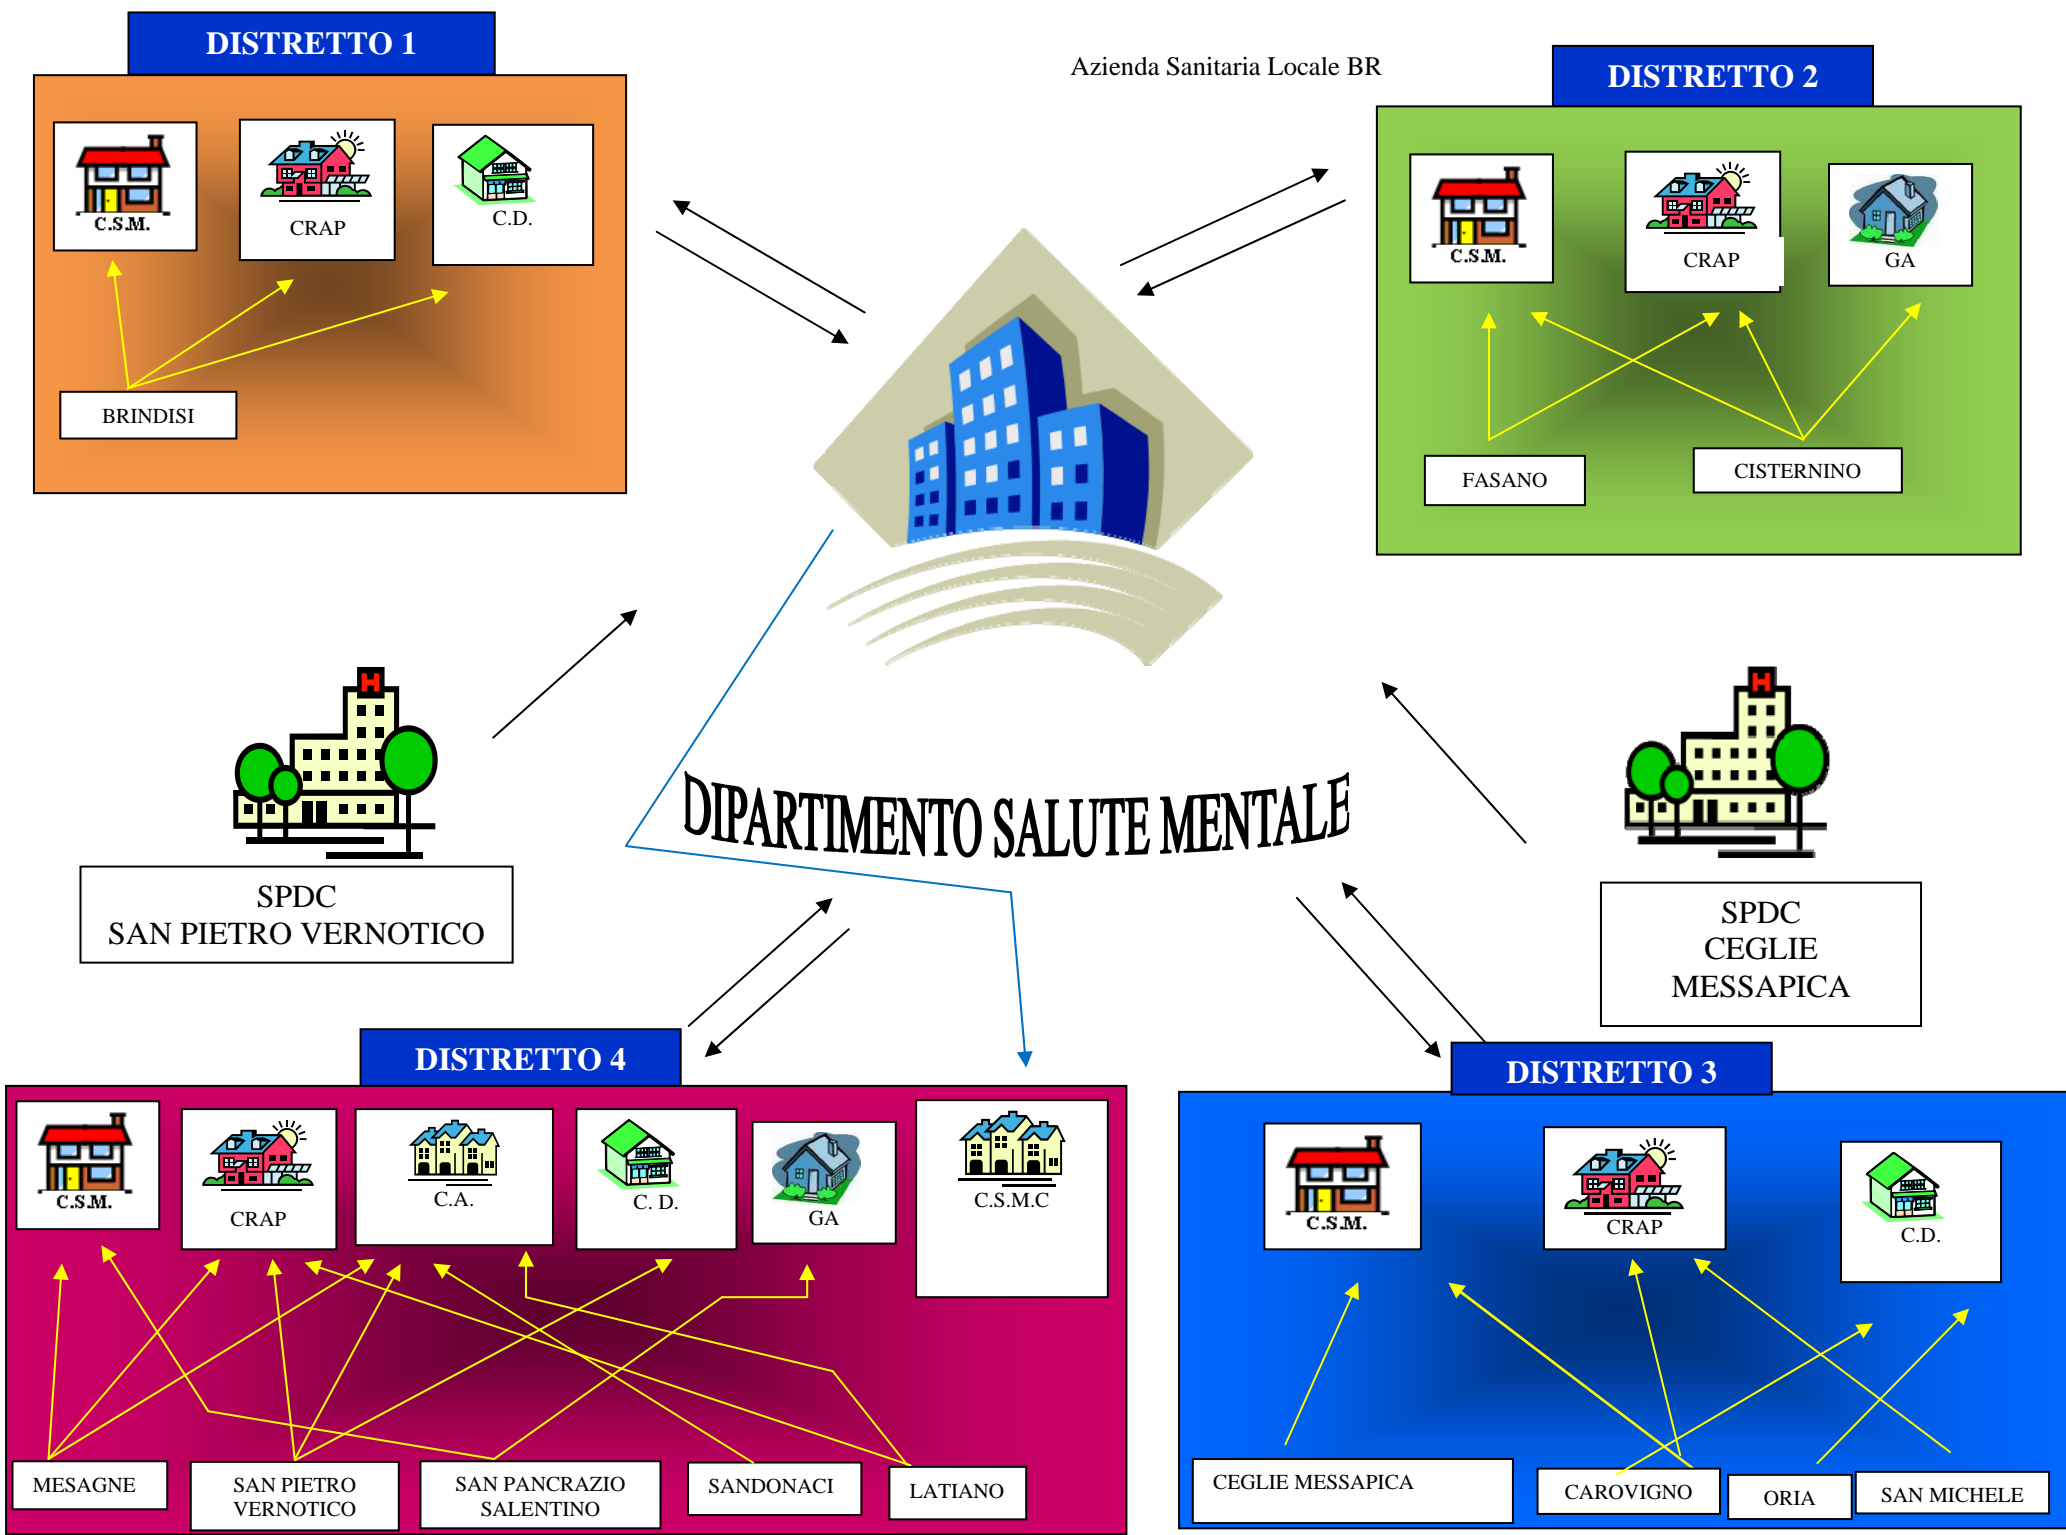 DISTRETTO 1
Azienda Sanitaria Locale BR
DISTRETTO 2
C.S.M.
CRAP
C.D.
BRINDISI
C.S.M.
CRAP
GA
FASANO
CISTERNINO
H
H
DIPARTIMENTO SALUTE MENTALE
SPDC
SAN PIETRO VERNOTICO
SPDC
CEGLIE
MESSAPICA
DISTRETTO 4
C.S.M.
CRAP
C.A.
C. D.
GA
C.S.M.C
MESAGNE
SAN PIETRO
VERNOTICO
SAN PANCRAZIO
SALENTINO
SANDONACI
LATIANO
DISTRETTO 3
C.S.M.
CRAP
C.D.
CEGLIE MESSAPICA
CAROVIGNO
ORIA
SAN MICHELE